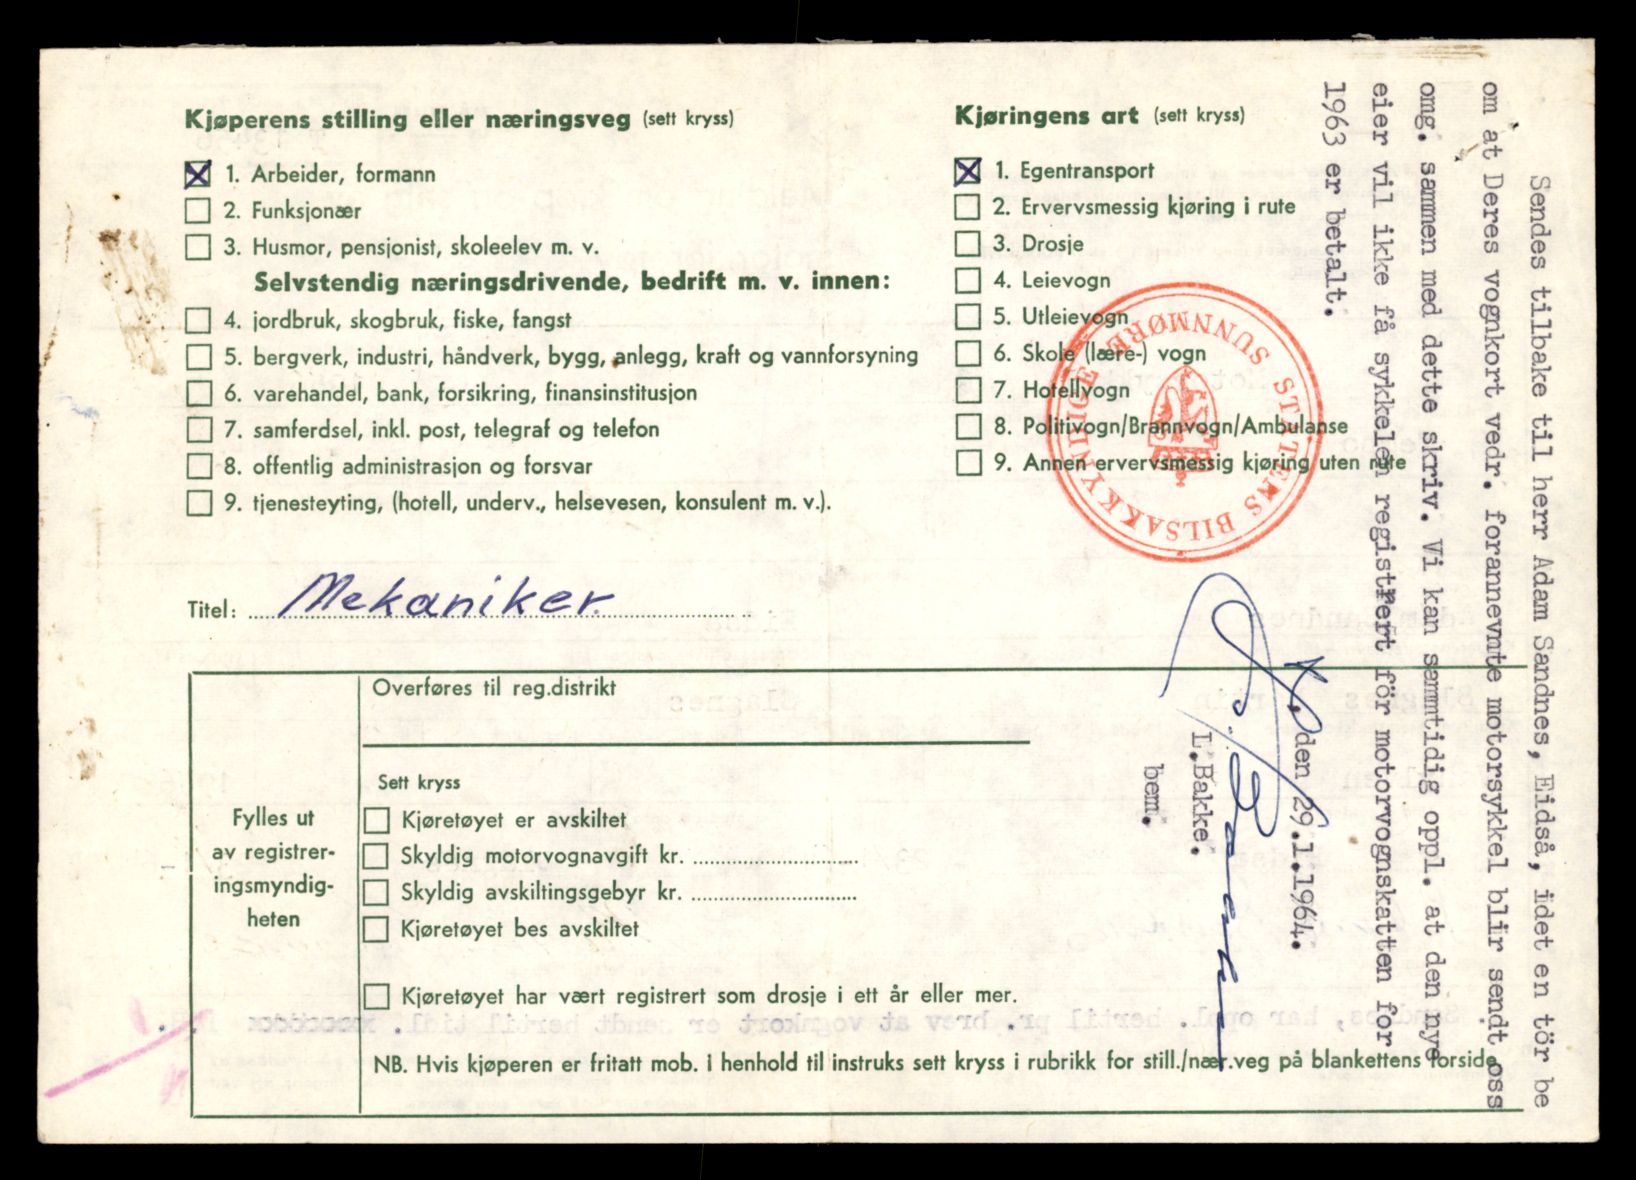 Kjøperens stilling eller næringsveg (sett kryss)
1. Arbeider, formann
2. Funksjonær
3. Husmor, pensjonist, skoleelev m. v.
Selvstendig næringsdrivende, bedrift m. v. innen:
4. jordbruk, skogbruk, fiske, fangst
5. bergverk, industri, håndverk, bygg, anlegg, kraft og vannforsyning
6. varehandel, bank, forsikring, finansinstitusjon
7. samferdsel, inkl. post, telegraf og telefon
8. offentlig administrasjon og forsvar
9. tjenesteyting, (hotell, underv., helsevesen, konsulent m. v.).
Titel: Mekaniker.
Kjøringens art (sett kryss)
1. Egentransport
2. Ervervsmessig kjøring i rute
3. Drosje
4. Leievogn
5. Utleievogn
6. Skole (lære-) vogn
7. Hotellvogn
8. Politivogn/Brannvogn/Ambulanse
9. Annen ervervsmessig kjøring uten rute
STATENS BILSAKKYNDIGE SUNNMØRE
Fylles ut
av registrer-
ingsmyndig-
heten
Overføres til reg.distrikt
Sett kryss
Kjøretøyet er avskiltet
Skyldig motorvognavgift kr.
Skyldig avskiltingsgebyr kr.
Kjøretøyet bes avskiltet
Kjøretøyet har vært registrert som drosje i ett år eller mer.
NB. Hvis kjøperen er fritatt mob. i henhold til instruks sett kryss i rubrikk for still./nær.veg på blankettens forside.
Sendes tilbake til herr Adam Sandnes, Eidså, idet en tör be
om at Deres vognkort vedr. forannevnte motorsykkel blir sendt oss
omg. sammen med dette skriv. Vi kan samtidig oppl. at den nye
eier vil ikke få sykkelen registrert för motorvognskatten for
1963 er betalt.
den 29.1.1964.
L.Bakke.
bem.